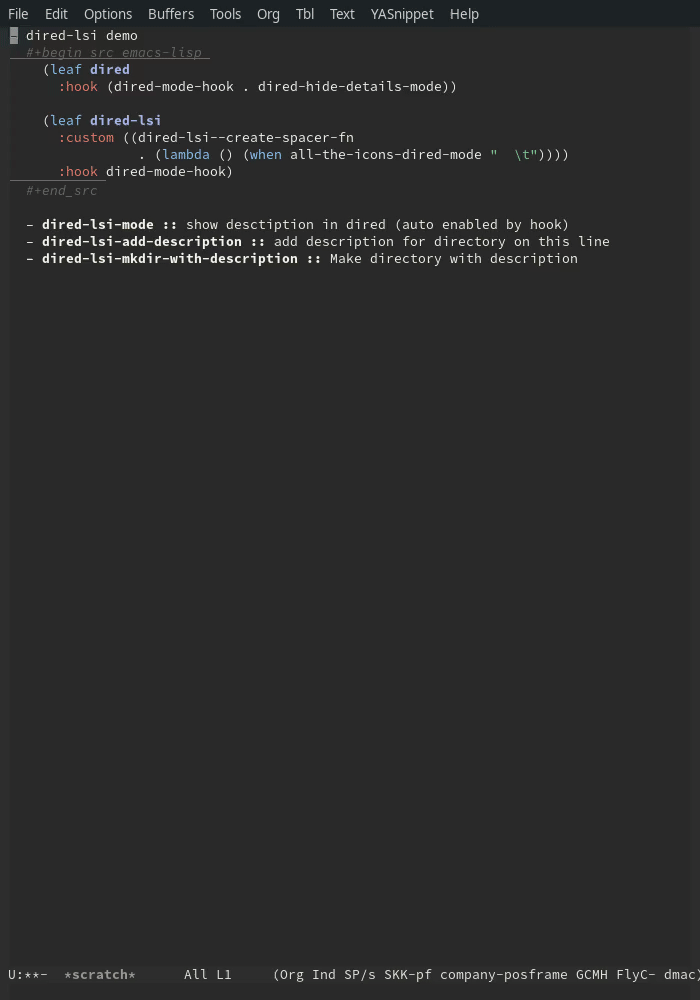 File Edit Options Buffers Tools Org Tbl Text YASnippet Help
- dired-lsi demo
#+begin_src emacs-lisp
(leaf dired
:hook (dired-mode-hook . dired-hide-details-mode))
(leaf dired-lsi
:custom ((dired-lsi--create-spacer-fn
. (lambda () (when all-the-icons-dired-mode "  \t"))))
:hook dired-mode-hook)
#+end_src
- dired-lsi-mode :: show desctiption in dired (auto enabled by hook)
- dired-lsi-add-description :: add description for directory on this line
- dired-lsi-mkdir-with-description :: Make directory with description
U:**-  *scratch*      All L1     (Org Ind SP/s SKK-pf company-posframe GCMH FlyC- dmac)